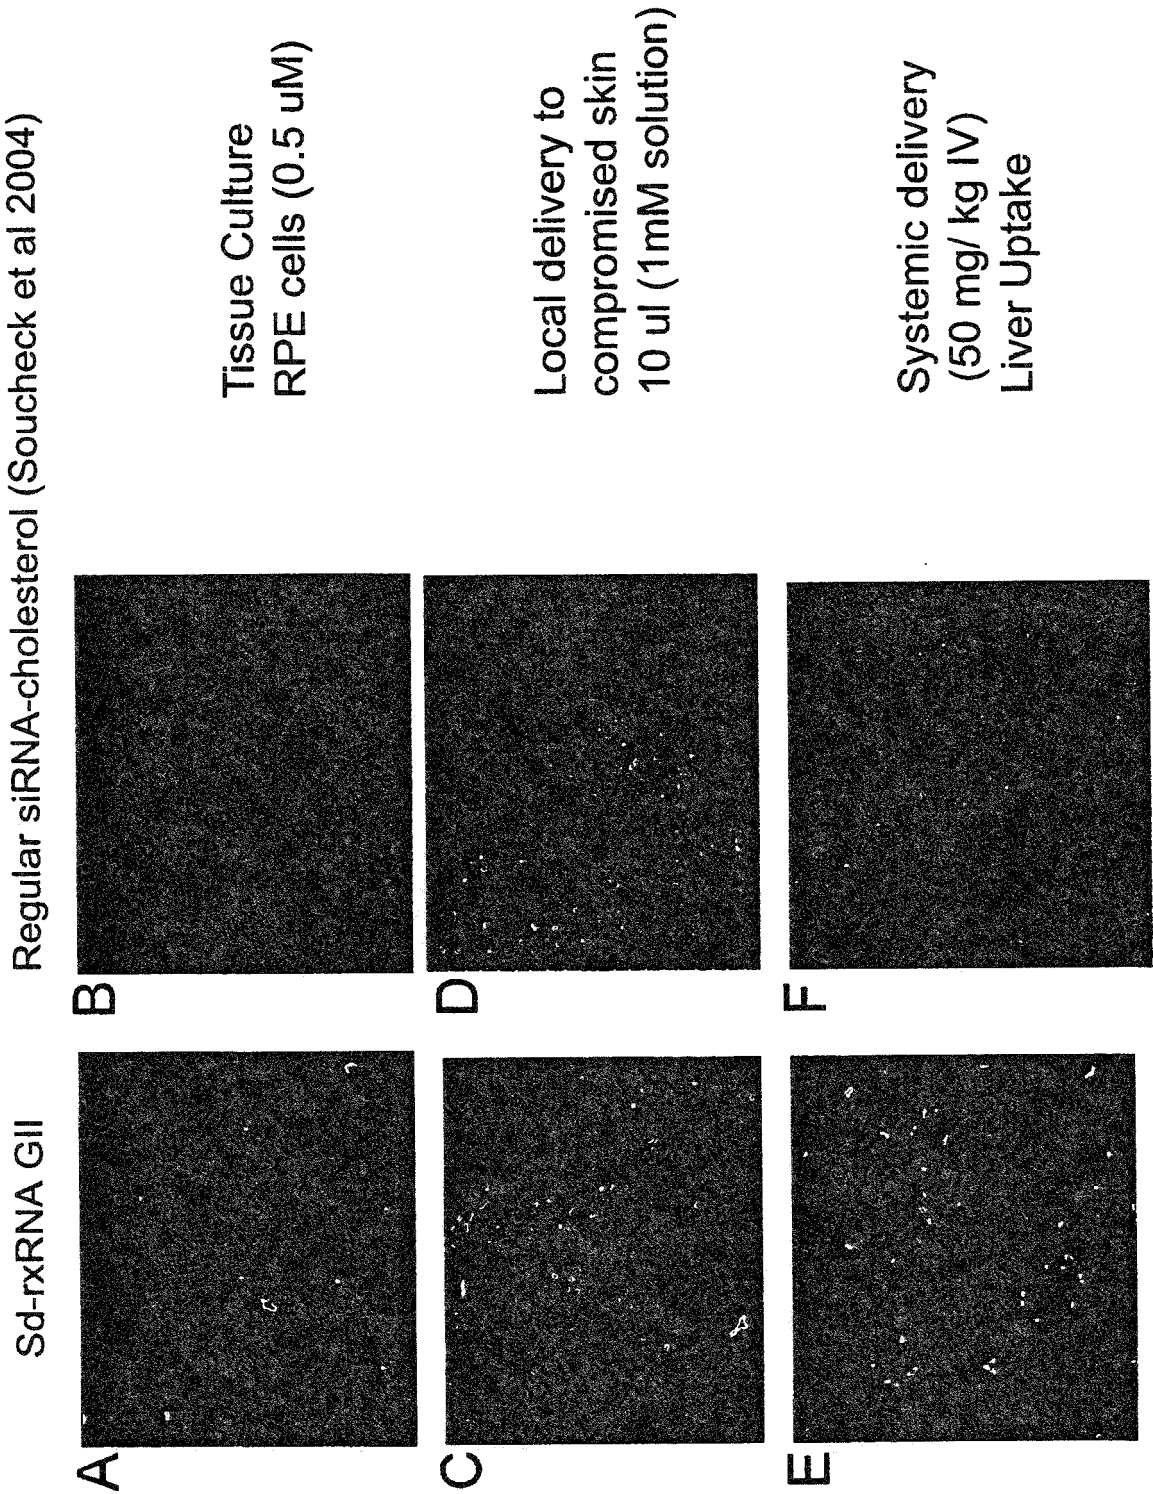 Sd-rxRNA GII
Regular siRNA-cholesterol (Soucheck et al 2004)
A
B
Tissue Culture
RPE cells (0.5 uM)
C
D
Local delivery to
compromised skin
10 ul (1mM solution)
E
F
Systemic delivery
(50 mg/ kg IV)
Liver Uptake